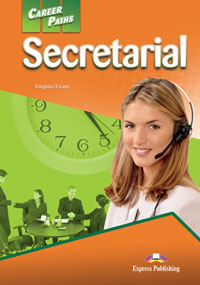 CAREER
PATHS
Secretarial
Virginia Evans
Express Publishing